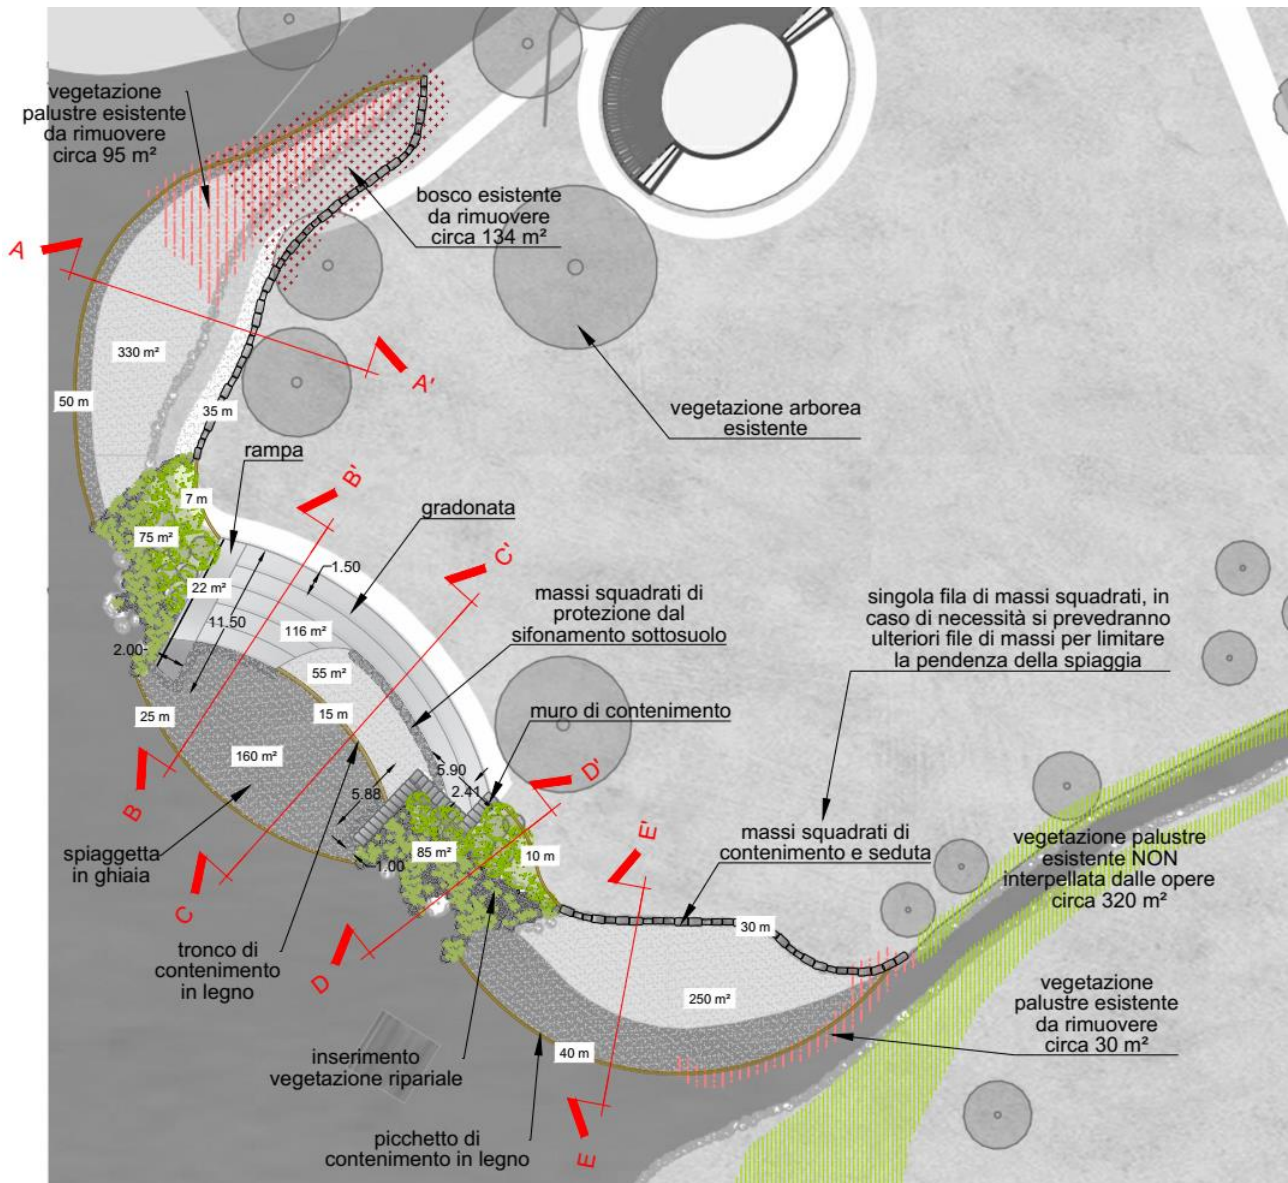 vegetazione
palustre esistente
da rimuovere
circa 95 m²
bosco esistente
da rimuovere
circa 134 m²
A
A'
330 m²
50 m
35 m
vegetazione arborea
esistente
rampa
B'
7 m
gradonata
75 m²
C'
1.50
22 m²
massi squadrati di
protezione dal
sifonamento sottosuolo
singola fila di massi squadrati, in
caso di necessità si prevedranno
ulteriori file di massi per limitare
la pendenza della spiaggia
11.50
116 m²
2.00
55 m²
25 m
15 m
muro di contenimento
160 m²
5.90
D'
2.41
5.88
B
E'
massi squadrati di
contenimento e seduta
vegetazione palustre
esistente NON
interpellata dalle opere
circa 320 m²
spiaggetta
in ghiaia
85 m²
10 m
1.00
C
30 m
tronco di
contenimento
in legno
D
250 m²
vegetazione
palustre esistente
da rimuovere
circa 30 m²
inserimento
vegetazione ripariale
40 m
picchetto di
contenimento in legno
E